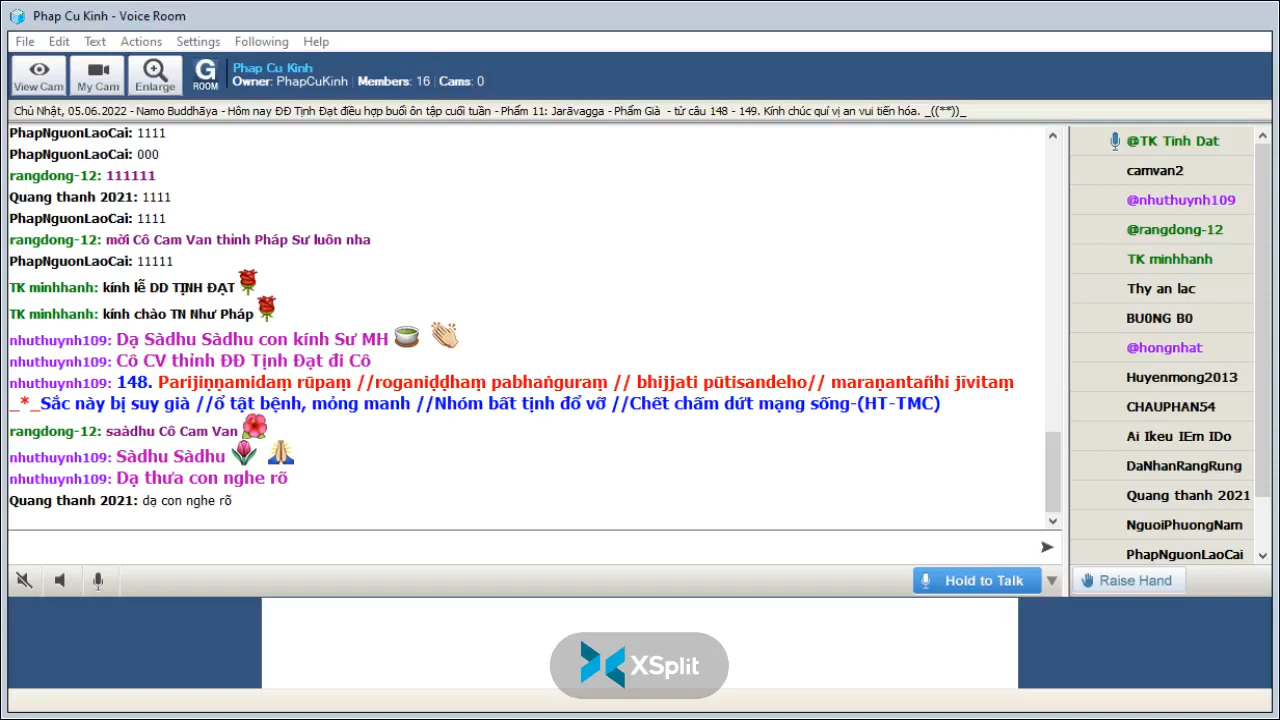 Phap Cu Kinh - Voice Room
File Edit Text Actions Settings Following Help
View Cam My Cam Enlarge G ROOM
Phap Cu Kinh
Owner: PhapCuKinh | Members: 16 | Cams: 0
Chủ Nhật, 05.06.2022 - Namo Buddhāya - Hôm nay ĐĐ Tịnh Đạt điều hợp buổi ôn tập cuối tuần - Phẩm 11: Jarāvagga - Phẩm Già - từ câu 148 - 149. Kính chúc quí vị an vui tiến hóa. _((**))_
PhapNguonLaoCai: 1111
PhapNguonLaoCai: 000
rangdong-12: 111111
Quang thanh 2021: 1111
PhapNguonLaoCai: 1111
rangdong-12: mời Cô Cam Van thỉnh Pháp Sư luôn nha
PhapNguonLaoCai: 11111
TK minhhanh: kính lễ DD TỊNH ĐẠT
TK minhhanh: kính chào TN Như Pháp
nhuthuynh109: Dạ Sàdhu Sàdhu con kính Sư MH
nhuthuynh109: Cô CV thỉnh ĐĐ Tịnh Đạt đi Cô
nhuthuynh109: 148. Parijiṇṇamidaṃ rūpaṃ //roganiḍḍhaṃ pabhaṅguraṃ // bhijjati pūtisandeho// maraṇantañhi jīvitaṃ
_*_Sắc này bị suy già //ổ tật bệnh, mỏng manh //Nhóm bất tịnh đổ vỡ //Chết chấm dứt mạng sống-(HT-TMC)
rangdong-12: saàdhu Cô Cam Van
nhuthuynh109: Sàdhu Sàdhu
nhuthuynh109: Dạ thưa con nghe rõ
Quang thanh 2021: dạ con nghe rõ
@TK Tinh Dat
camvan2
@nhuthuynh109
@rangdong-12
TK minhhanh
Thy an lac
BU0NG B0
@hongnhat
Huyenmong2013
CHAUPHAN54
Ai Ikeu IEm IDo
DaNhanRangRung
Quang thanh 2021
NguoiPhuongNam
PhapNguonLaoCai
Hold to Talk
Raise Hand
XSplit